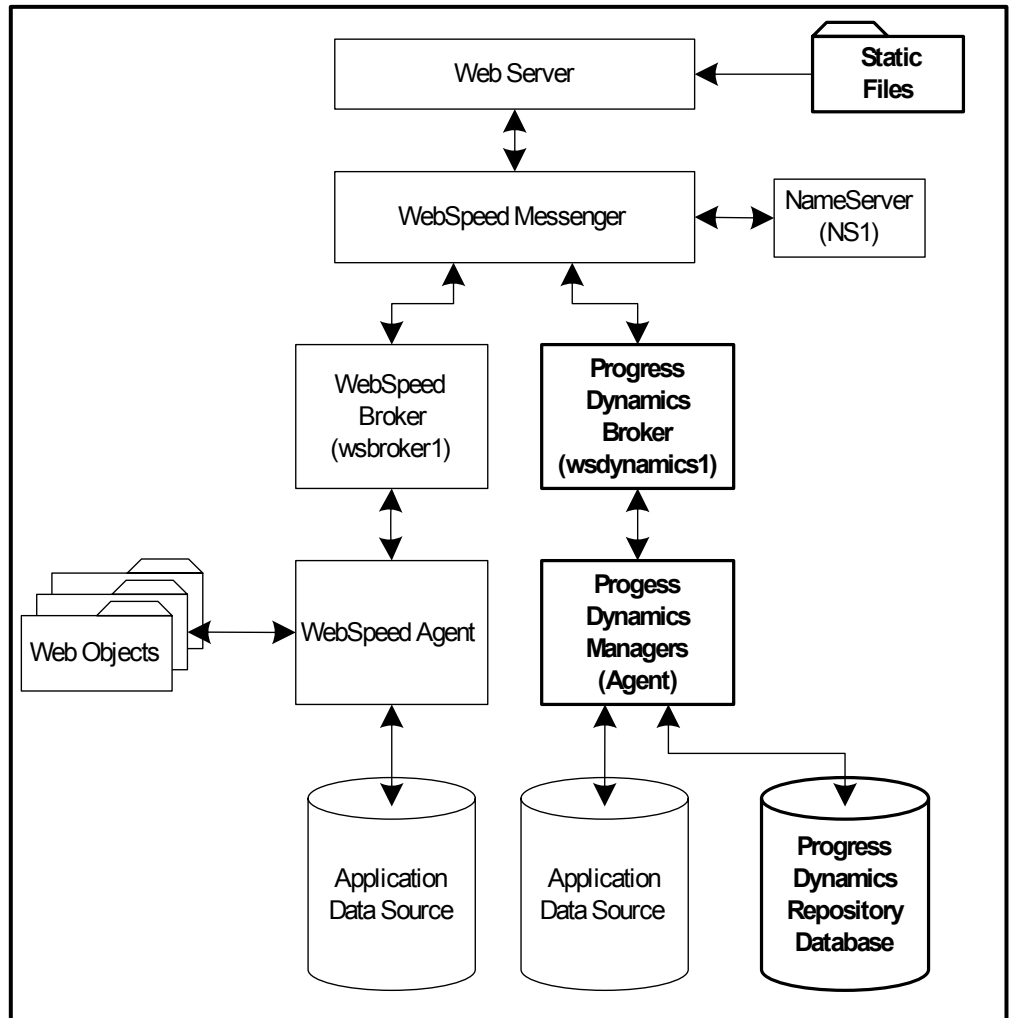 Web Server
Static
Files
WebSpeed Messenger
NameServer
(NS1)
WebSpeed
Broker
(wsbroker1)
Progress
Dynamics
Broker
(wsdynamics1)
Web Objects
WebSpeed Agent
Progess
Dynamics
Managers
(Agent)
Application
Data Source
Application
Data Source
Progress
Dynamics
Repository
Database